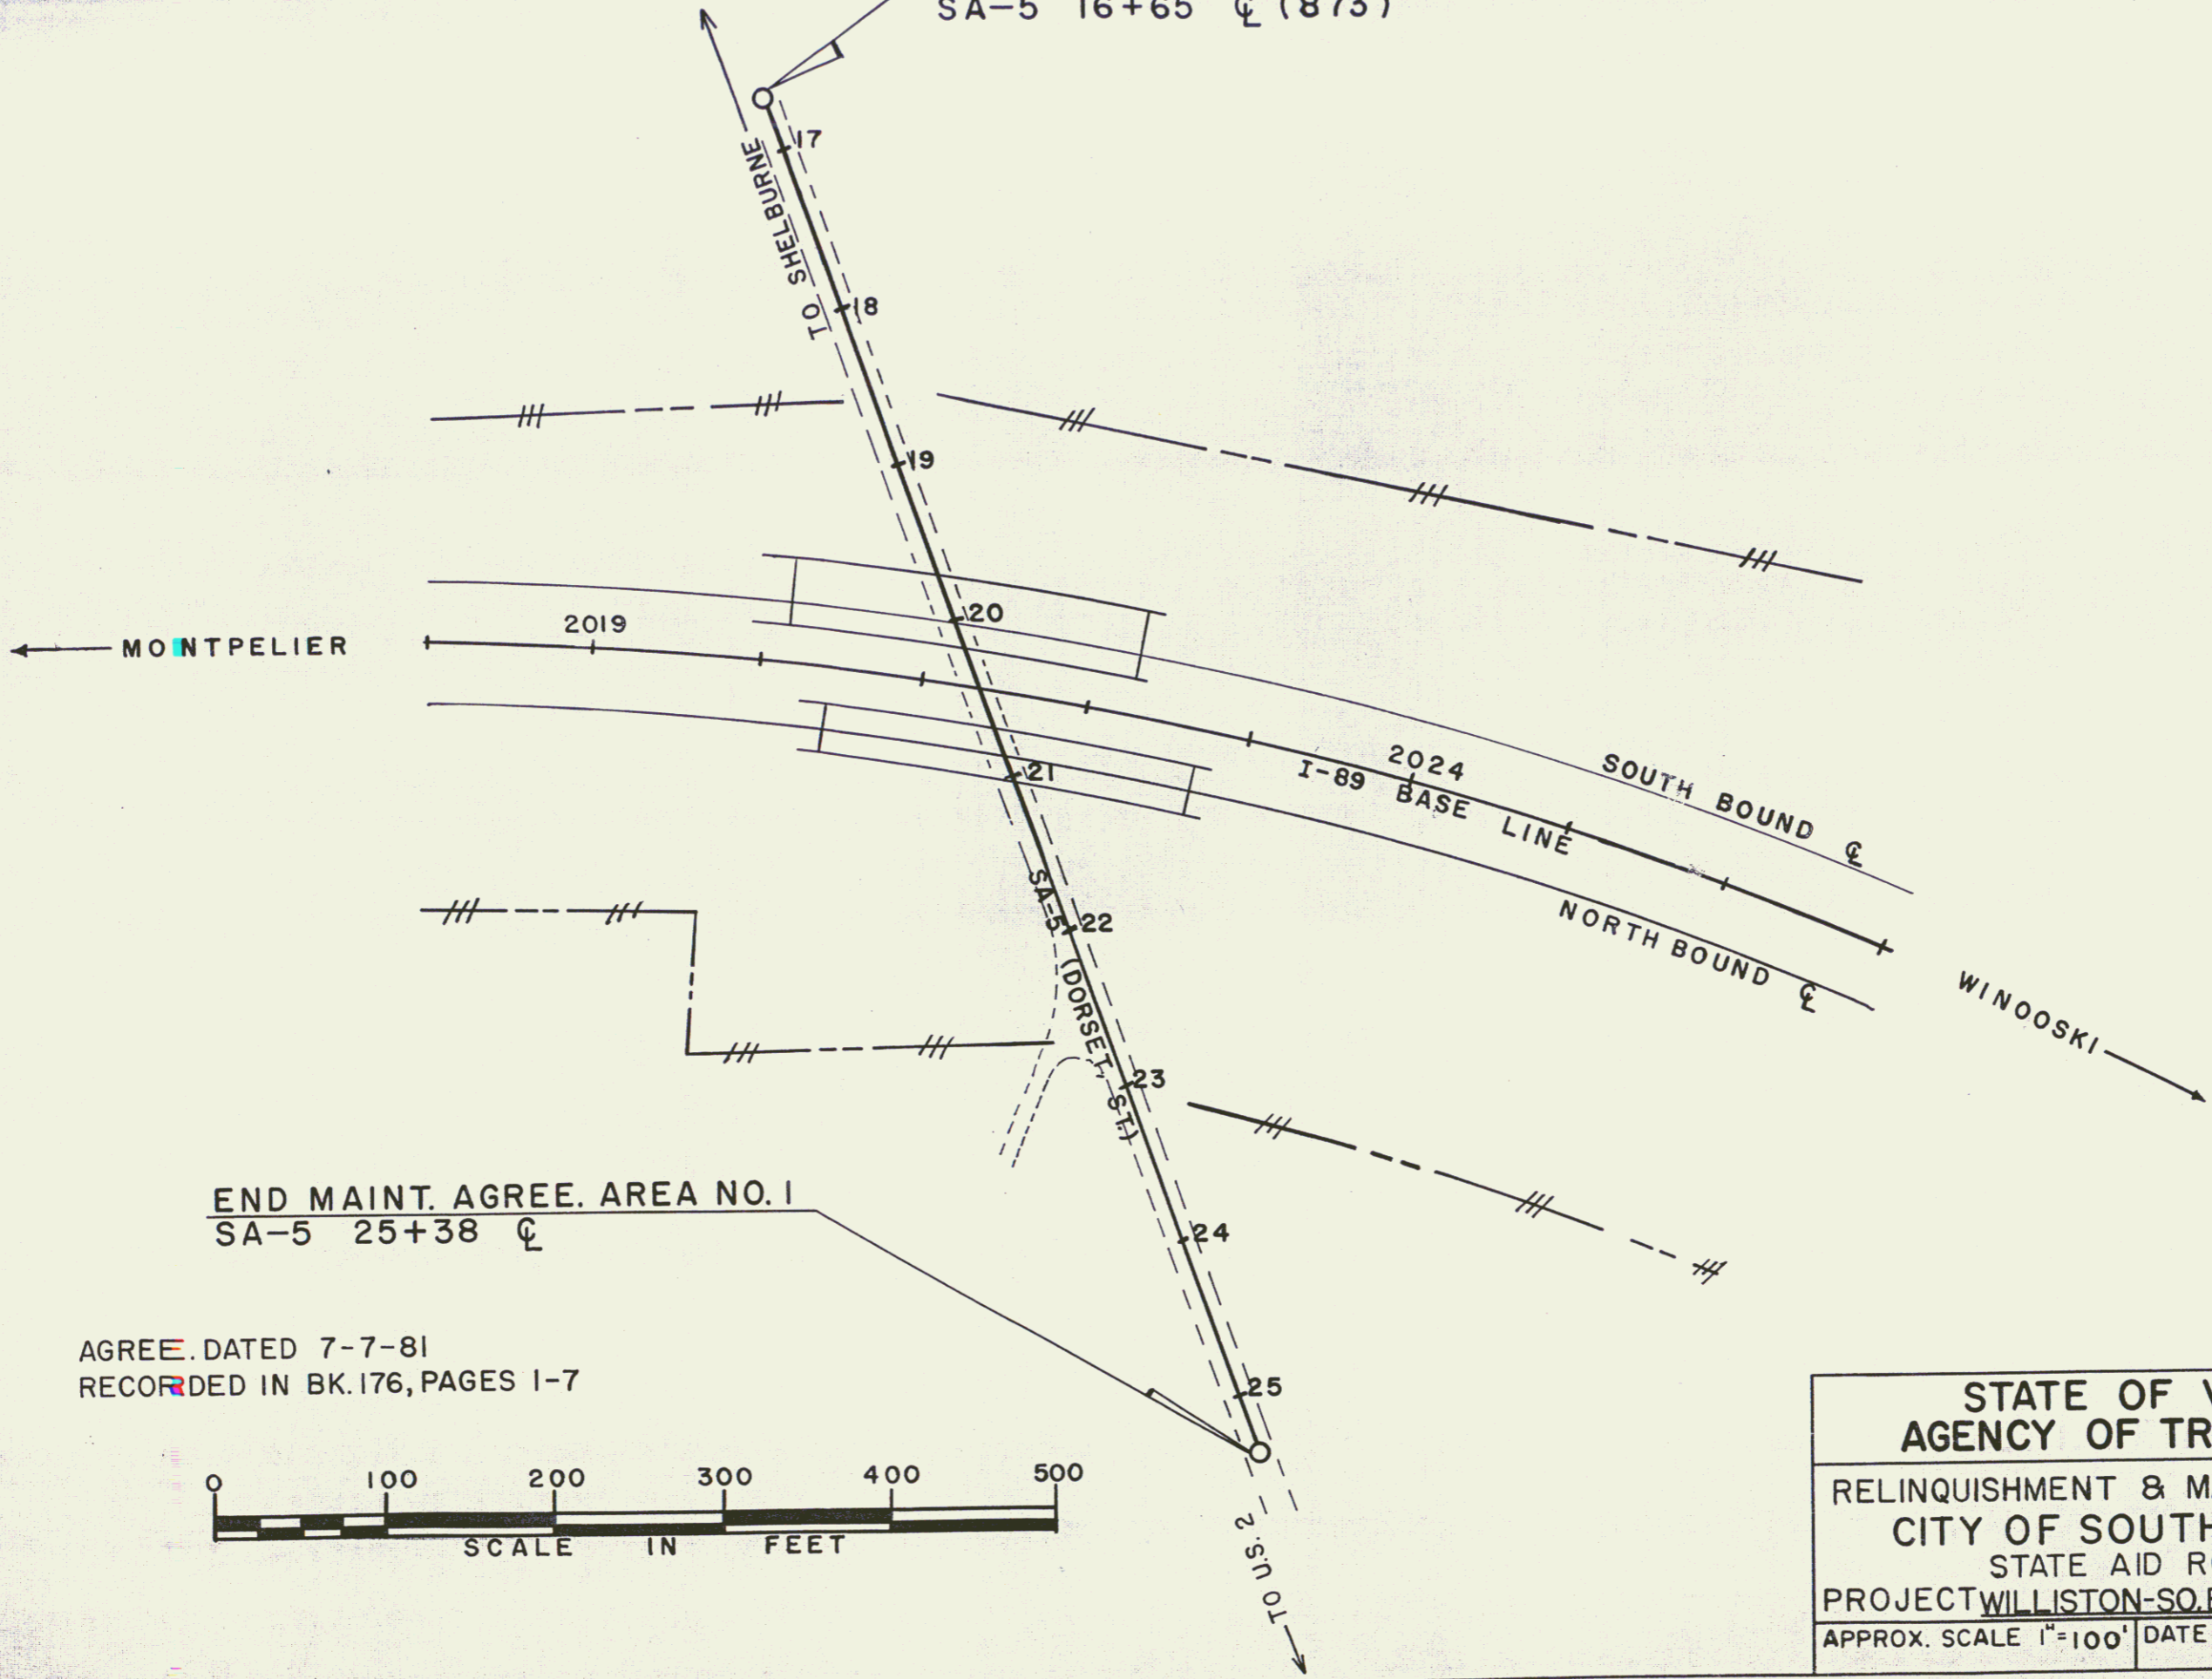 SA-5 16+65 ℄ (873)
17
TO SHELBURNE
18
19
20
2019
← MONTPELIER
21
2024
I-89 BASE LINE
SOUTH BOUND ℄
SA-5 (DORSET, ST.)
22
NORTH BOUND ℄
WINOOSKI
23
END MAINT. AGREE. AREA NO. 1
SA-5 25+38 ℄
24
AGREE. DATED 7-7-81
RECORDED IN BK. 176, PAGES 1-7
25
0 100 200 300 400 500
SCALE IN FEET
TO U.S. 2
STATE OF V
AGENCY OF TR
RELINQUISHMENT & M
CITY OF SOUTH
STATE AID R
PROJECT WILLISTON-SO.
APPROX. SCALE 1"=100' DATE